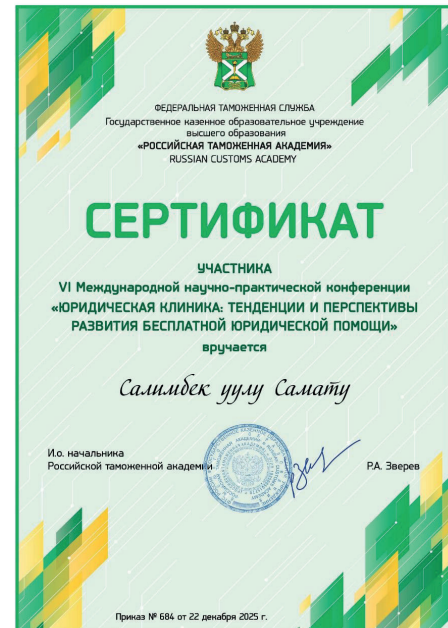 ФЕДЕРАЛЬНАЯ ТАМОЖЕННАЯ СЛУЖБА
Государственное казенное образовательное учреждение
высшего образования
«РОССИЙСКАЯ ТАМОЖЕННАЯ АКАДЕМИЯ»
RUSSIAN CUSTOMS ACADEMY
СЕРТИФИКАТ
УЧАСТНИКА
VI Международной научно-практической конференции
«ЮРИДИЧЕСКАЯ КЛИНИКА: ТЕНДЕНЦИИ И ПЕРСПЕКТИВЫ
РАЗВИТИЯ БЕСПЛАТНОЙ ЮРИДИЧЕСКОЙ ПОМОЩИ»
вручается
Салимбек уулу Самату
И.о. начальника
Российской таможенной академии
Р.А. Зверев
Приказ № 684 от 22 декабря 2025 г.